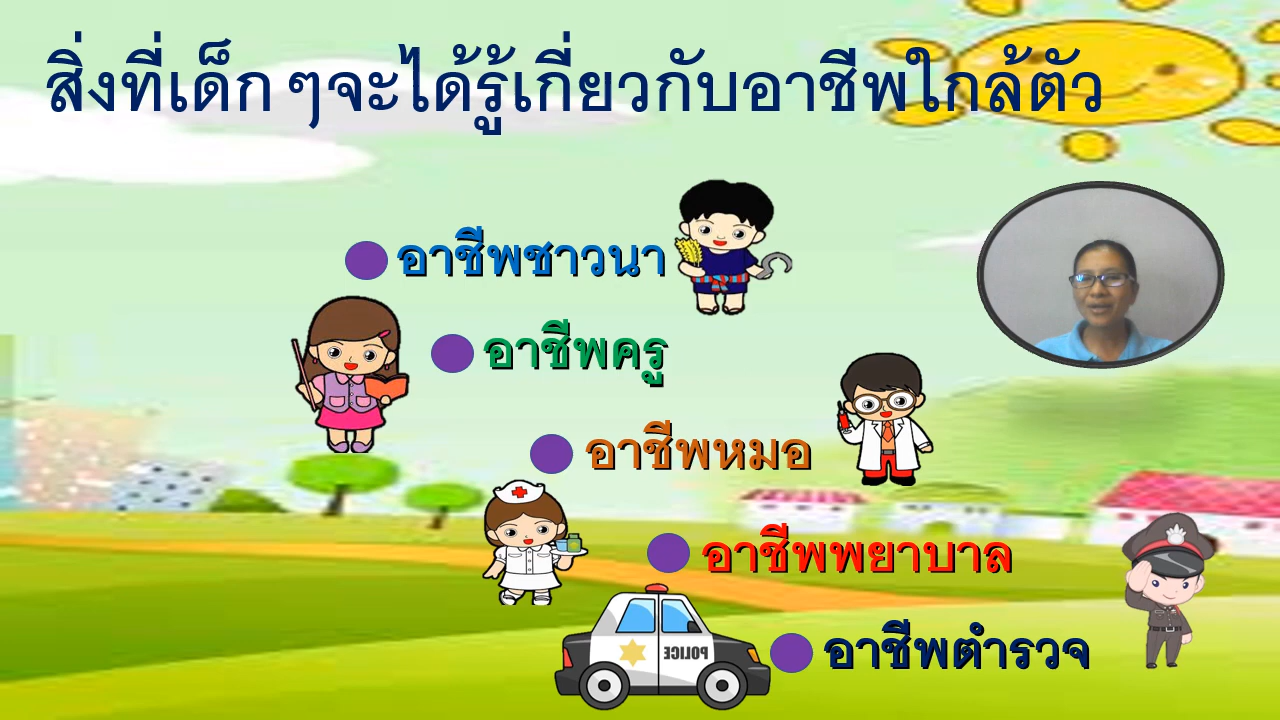 สิ่งที่เด็ก ๆจะได้รู้เกี่ยวกับอาชีพใกล้ตัว
อาชีพชาวนา
อาชีพครู
อาชีพหมอ
อาชีพพยาบาล
อาชีพตำรวจ
POLICE